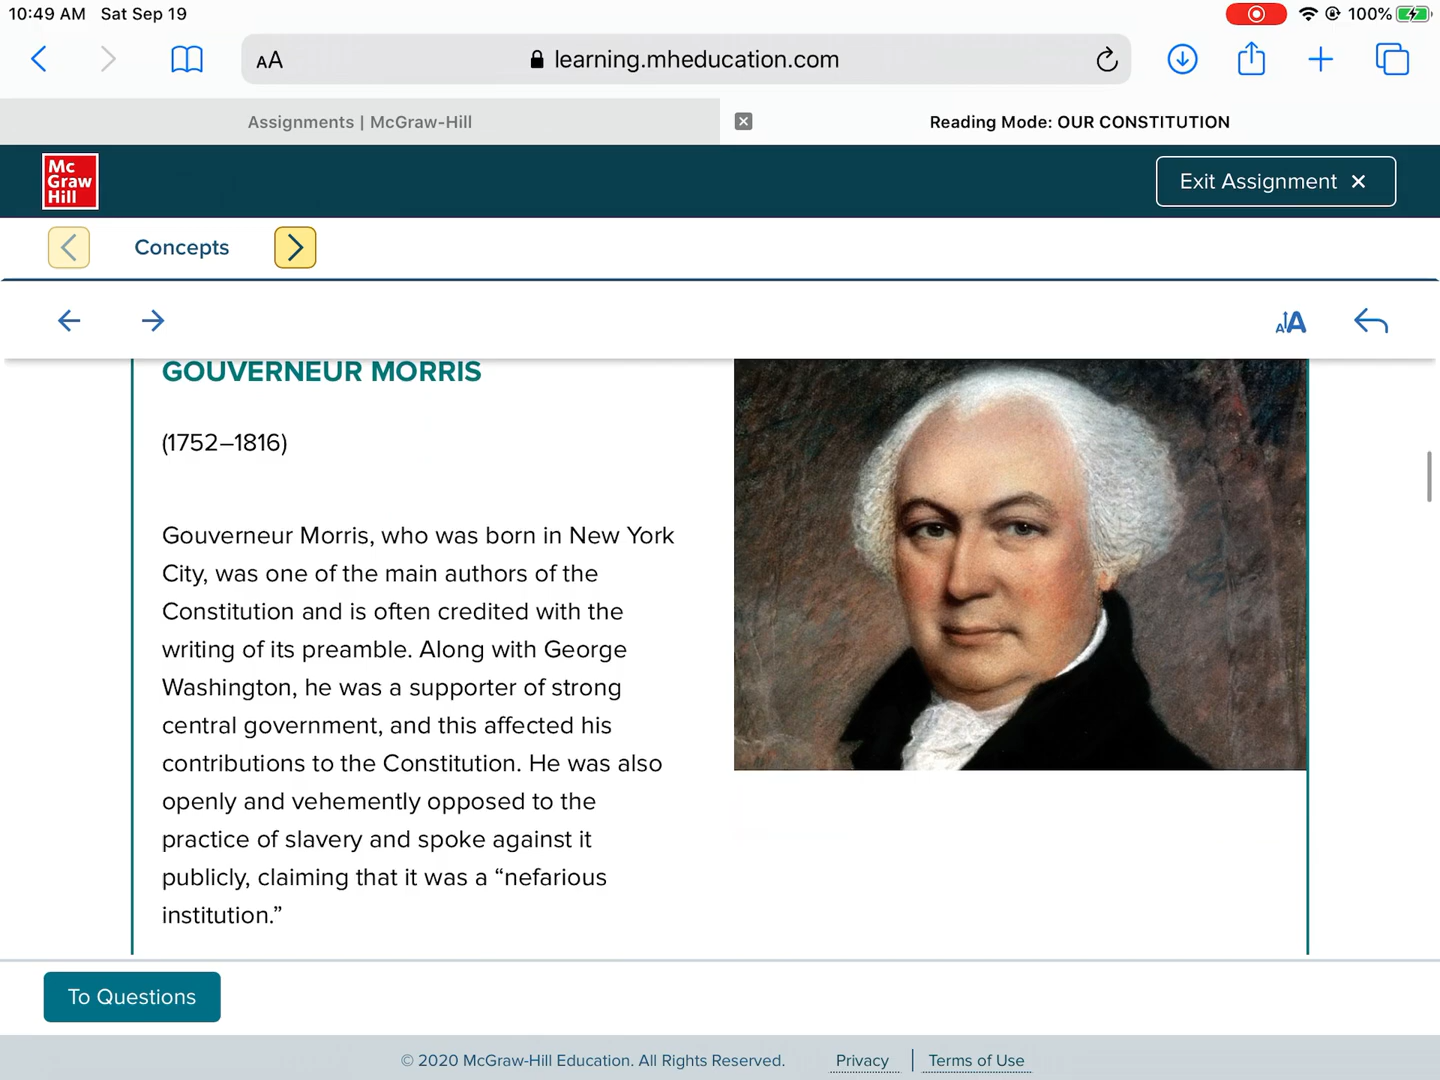 10:49 AM Sat Sep 19
100%
AA learning.mheducation.com
Assignments | McGraw-Hill
Reading Mode: OUR CONSTITUTION
Mc
Graw
Hill
Exit Assignment ×
Concepts
AA
GOUVERNEUR MORRIS
(1752–1816)
Gouverneur Morris, who was born in New York
City, was one of the main authors of the
Constitution and is often credited with the
writing of its preamble. Along with George
Washington, he was a supporter of strong
central government, and this affected his
contributions to the Constitution. He was also
openly and vehemently opposed to the
practice of slavery and spoke against it
publicly, claiming that it was a “nefarious
institution.”
To Questions
© 2020 McGraw-Hill Education. All Rights Reserved. Privacy | Terms of Use